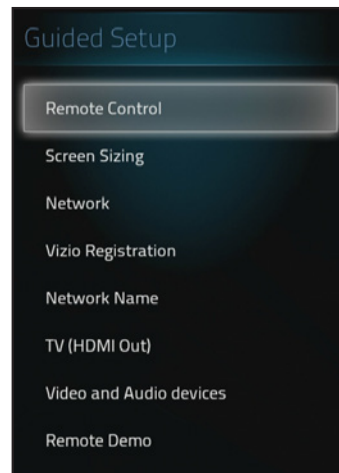 Guided Setup
Remote Control
Screen Sizing
Network
Vizio Registration
Network Name
TV (HDMI Out)
Video and Audio devices
Remote Demo